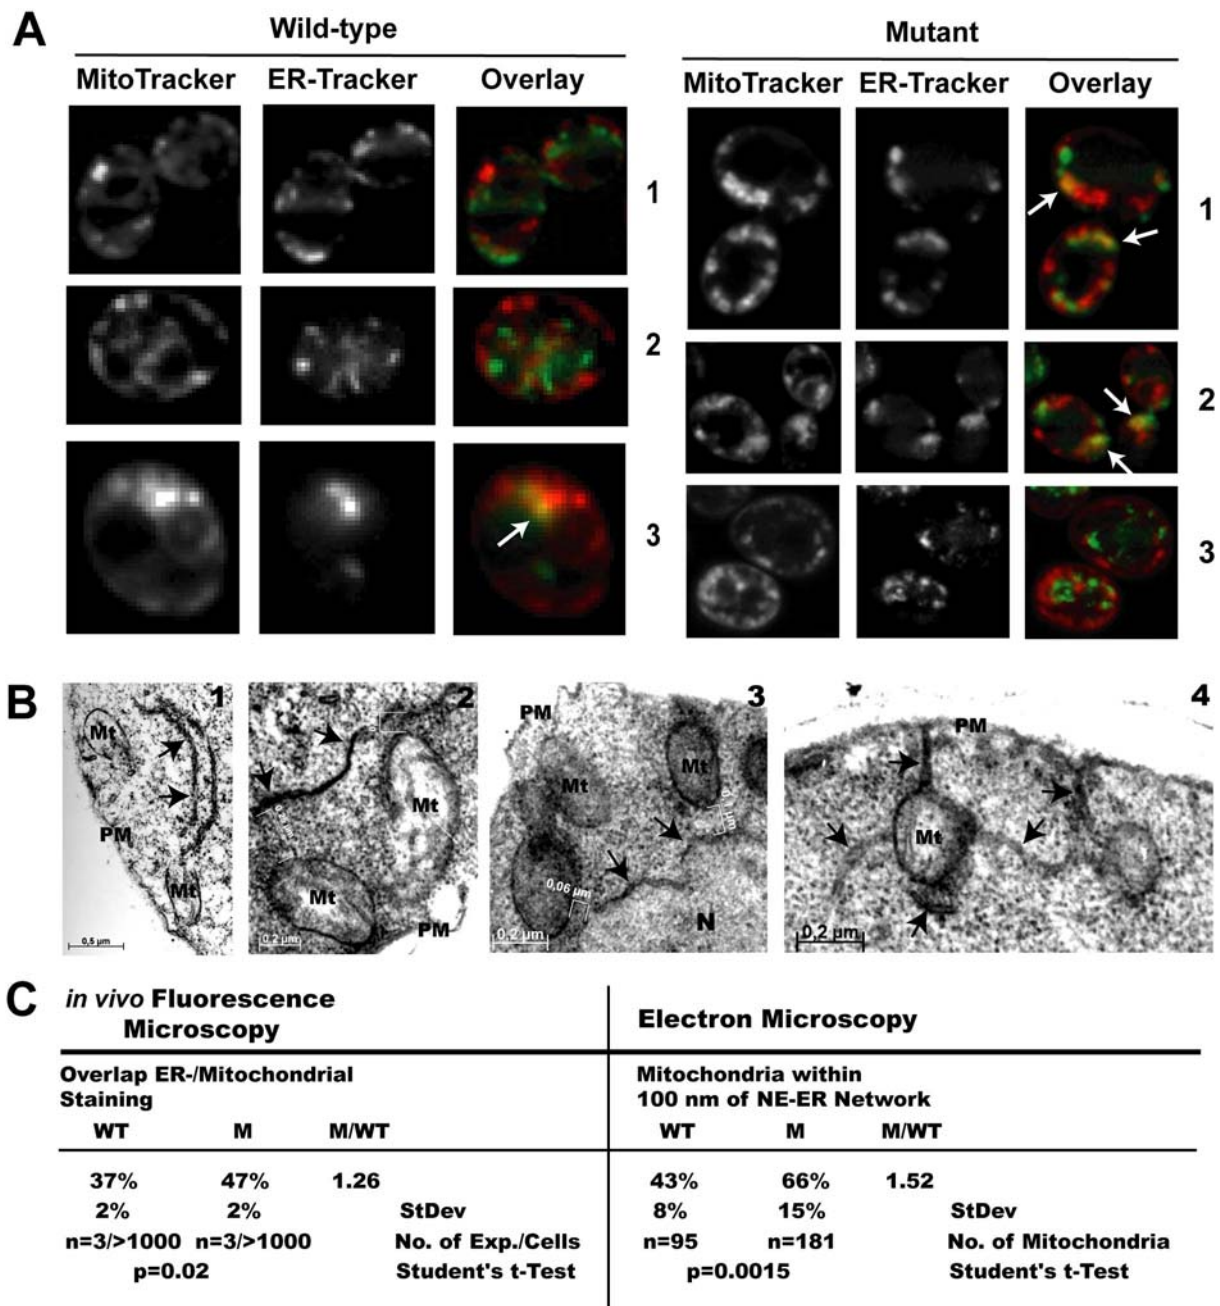 A
Wild-type
Mutant
MitoTracker ER-Tracker Overlay
MitoTracker ER-Tracker Overlay
1
2
3
1
2
3
B
1
Mt
PM
Mt
0,5 µm
2
Mt
Mt
PM
0.2 µm
3
PM
Mt
Mt
0,06 µm
N
0.2 µm
4
PM
Mt
0,2 µm
C
in vivo Fluorescence
Microscopy
Electron Microscopy
Overlap ER-/Mitochondrial
Staining
Mitochondria within
100 nm of NE-ER Network
WT M M/WT
WT M M/WT
37% 47% 1.26
43% 66% 1.52
2% 2% StDev
8% 15% StDev
n=3/>1000 n=3/>1000 No. of Exp./Cells
n=95 n=181 No. of Mitochondria
p=0.02 Student's t-Test
p=0.0015 Student's t-Test